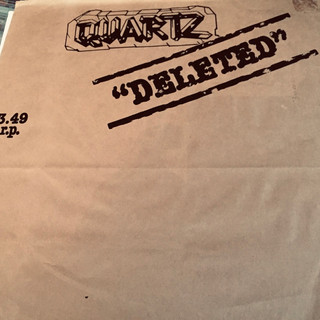 QUARTZ
"DELETED"
3.49
r.p.